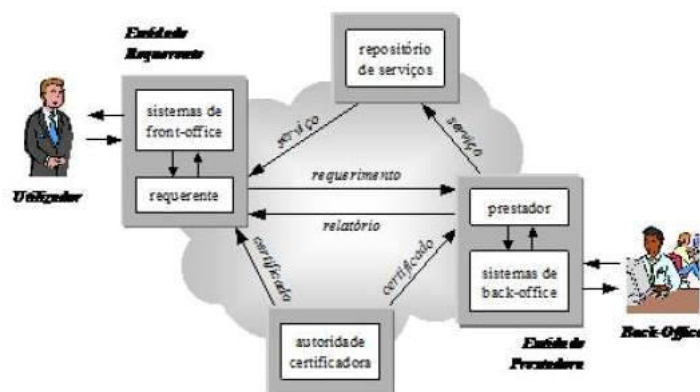 Entidade
Requerente
repositório
de serviços
sistemas de
front-office
serviço
serviço
requerente
requerimento
Utilizador
relatório
prestador
certificado
certificado
sistemas de
back-office
Back-Office
autoridade
certificadora
Entidade
Prestadora